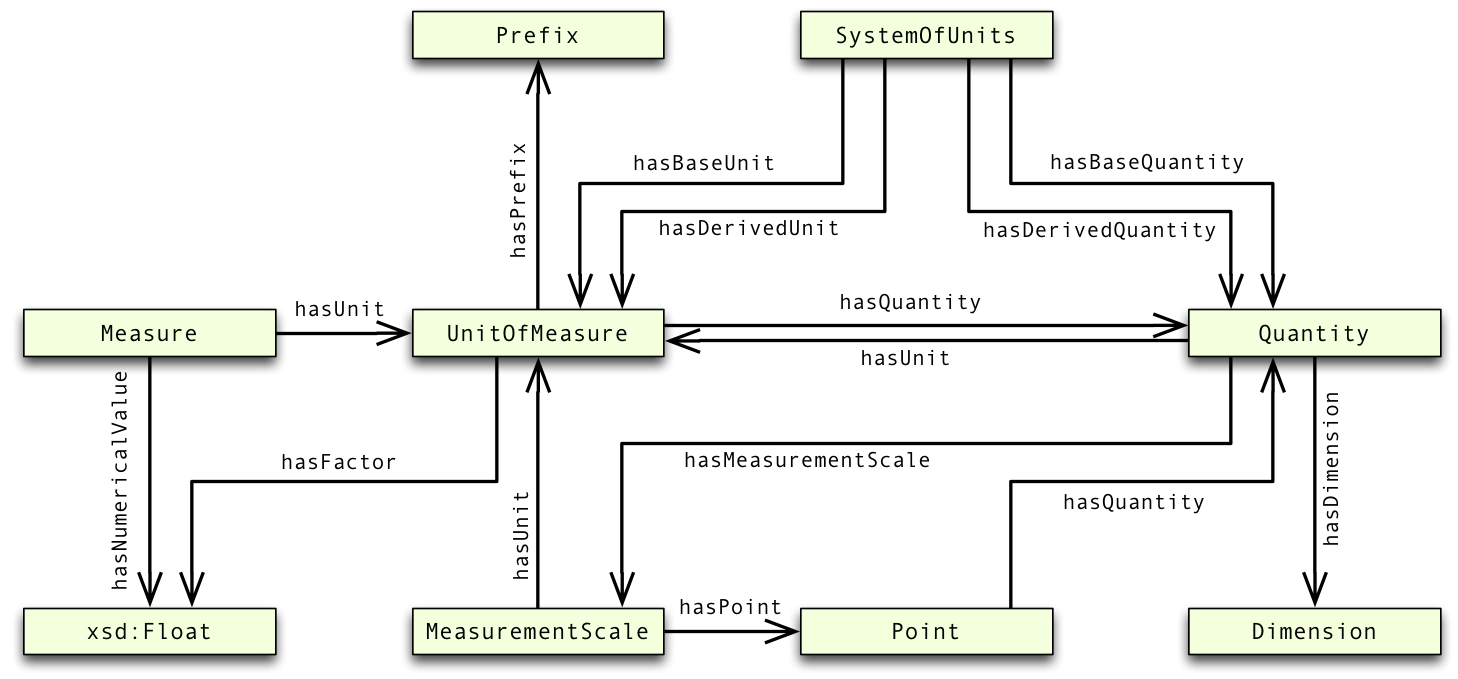 Prefix
SystemOfUnits
hasPrefix
hasBaseUnit
hasBaseQuantity
hasDerivedUnit
hasDerivedQuantity
Measure
hasUnit
UnitOfMeasure
hasQuantity
hasUnit
Quantity
hasNumericalValue
hasFactor
hasUnit
hasMeasurementScale
hasQuantity
hasDimension
xsd:Float
MeasurementScale
hasPoint
Point
Dimension